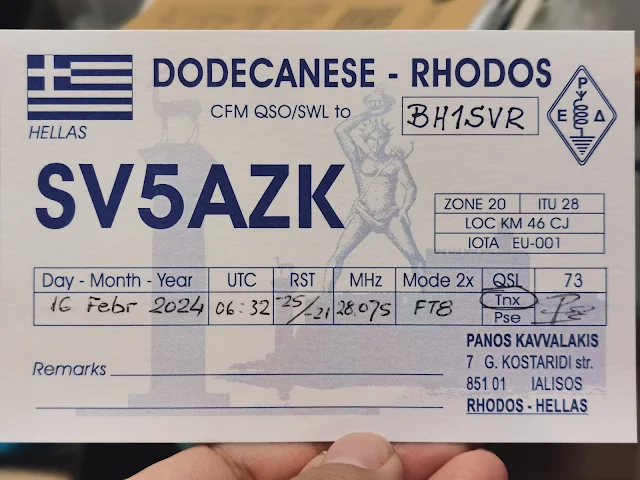 DODECANESE - RHODOS
CFM QSO/SWL to BH1SVR
HELLAS
Ρ
Ε Δ
SV5AZK
ZONE 20 ITU 28
LOC KM 46 CJ
IOTA EU-001
Day - Month - Year UTC RST MHz Mode 2x QSL 73
16 Febr 2024 06:32 -25/-21 28.075 FT8 Tnx
Pse
Remarks
PANOS KAVVALAKIS
7 G. KOSTARIDI str.
851 01 IALISOS
RHODOS - HELLAS